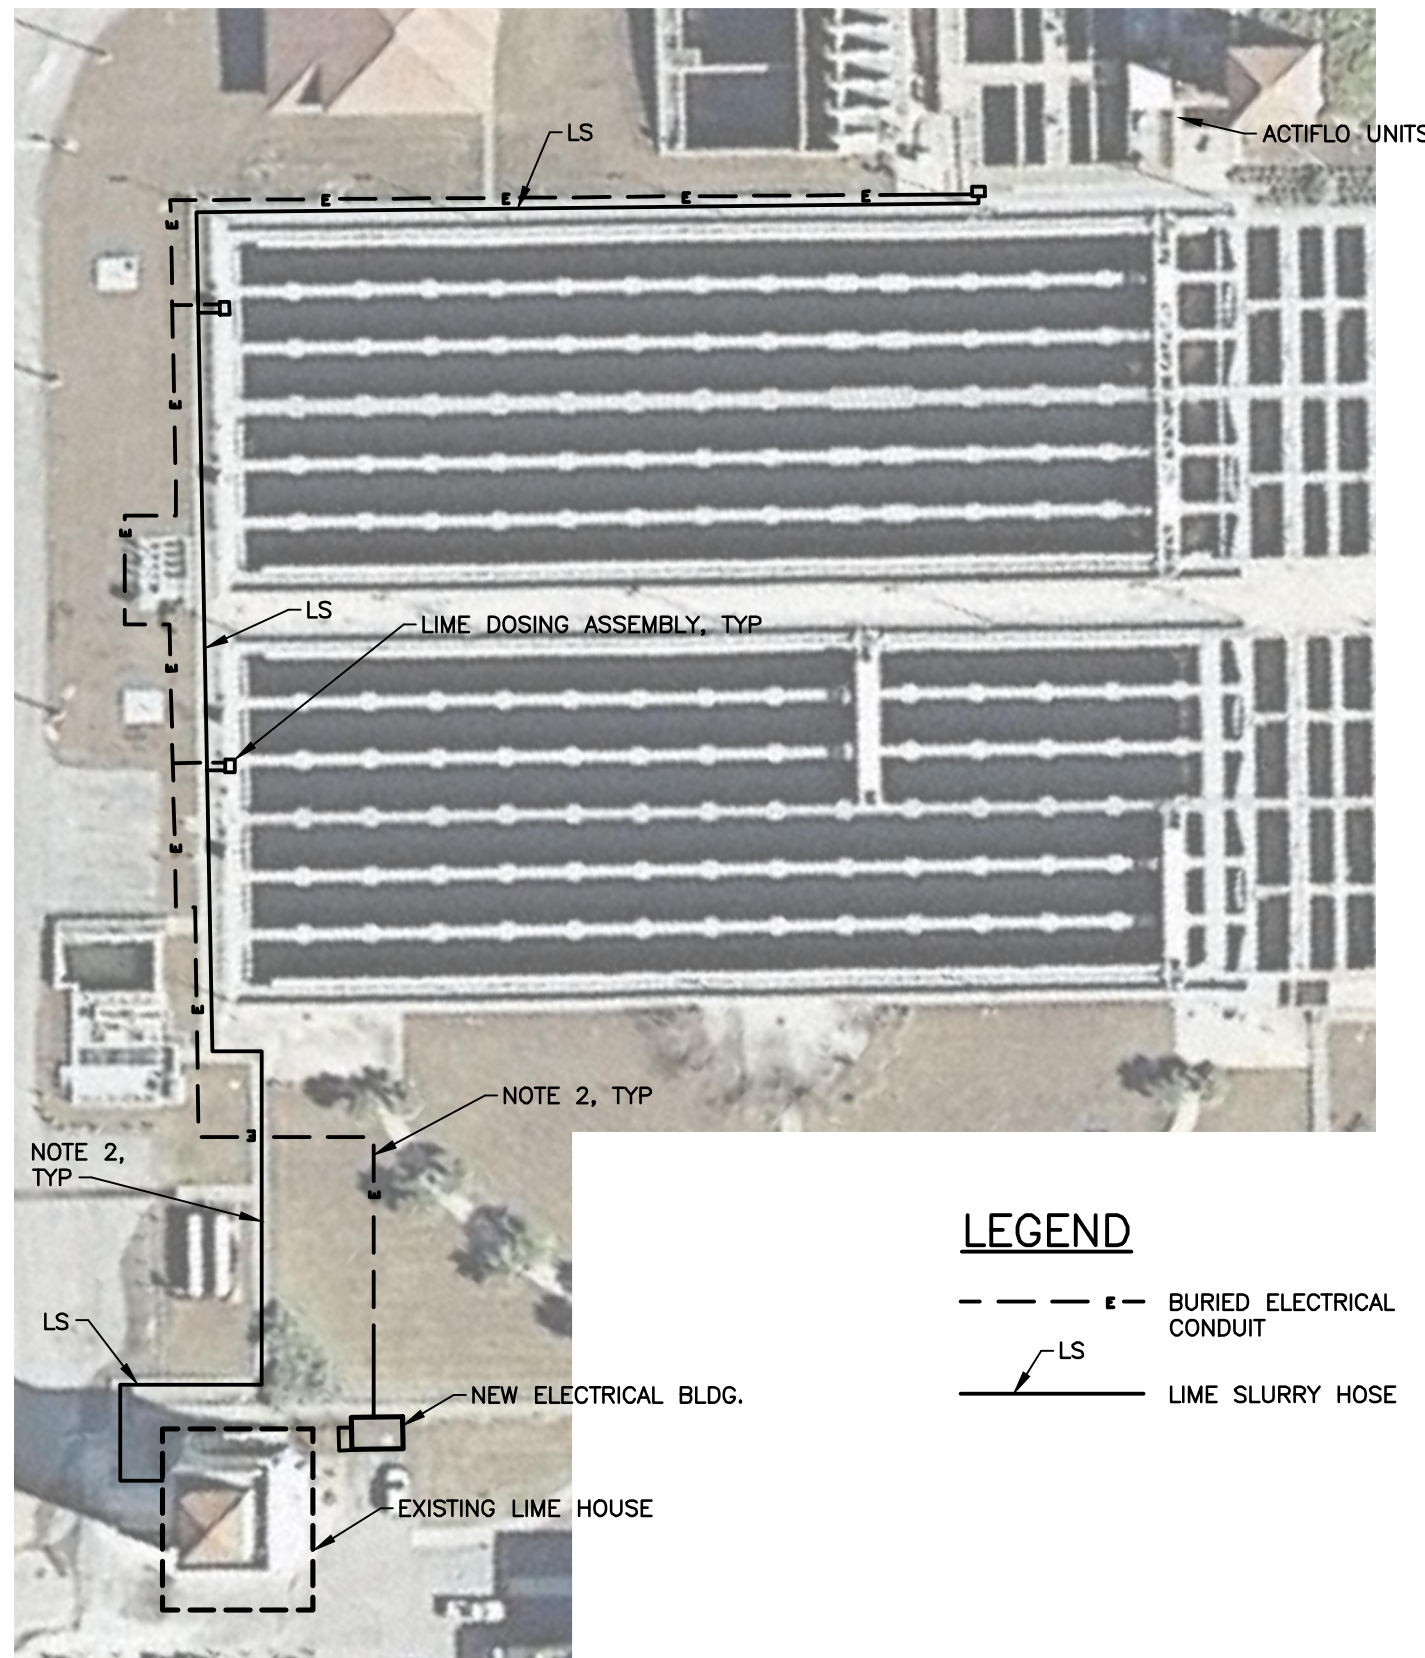 LS
ACTIFLO UNITS
E E E E
E
E
E
LS
LIME DOSING ASSEMBLY, TYP
E
E
E
NOTE 2, TYP
E
NOTE 2,
TYP
E
LEGEND
E
BURIED ELECTRICAL
CONDUIT
LS
LS
NEW ELECTRICAL BLDG.
LIME SLURRY HOSE
EXISTING LIME HOUSE